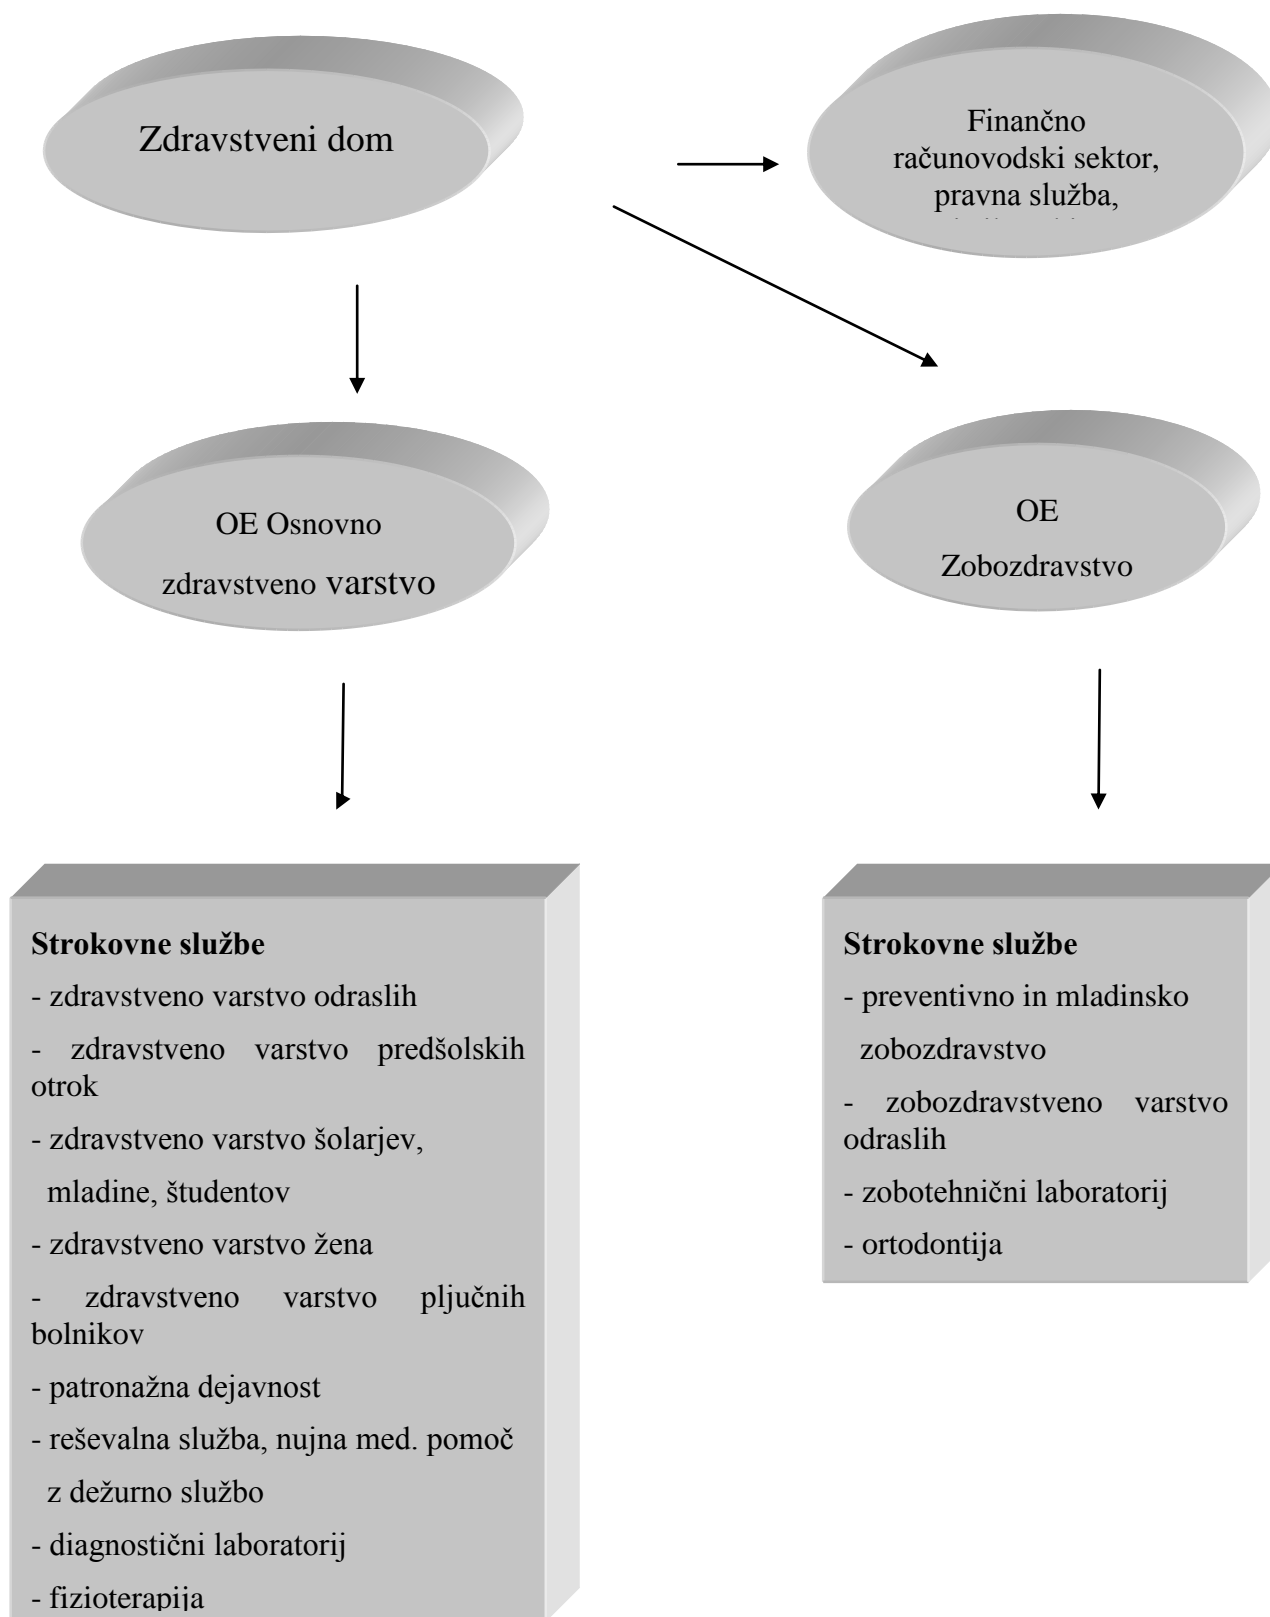 Zdravstveni dom
Finančno
računovodski sektor,
pravna služba,
OE Osnovno
zdravstveno varstvo
OE
Zobozdravstvo
Strokovne službe
- zdravstveno varstvo odraslih
- zdravstveno varstvo predšolskih
otrok
- zdravstveno varstvo šolarjev,
mladine, študentov
- zdravstveno varstvo žena
- zdravstveno varstvo pljučnih
bolnikov
- patronažna dejavnost
- reševalna služba, nujna med. pomoč
z dežurno službo
- diagnostični laboratorij
- fizioterapija
Strokovne službe
- preventivno in mladinsko
zobozdravstvo
- zobozdravstveno varstvo
odraslih
- zobotehnični laboratorij
- ortodontija